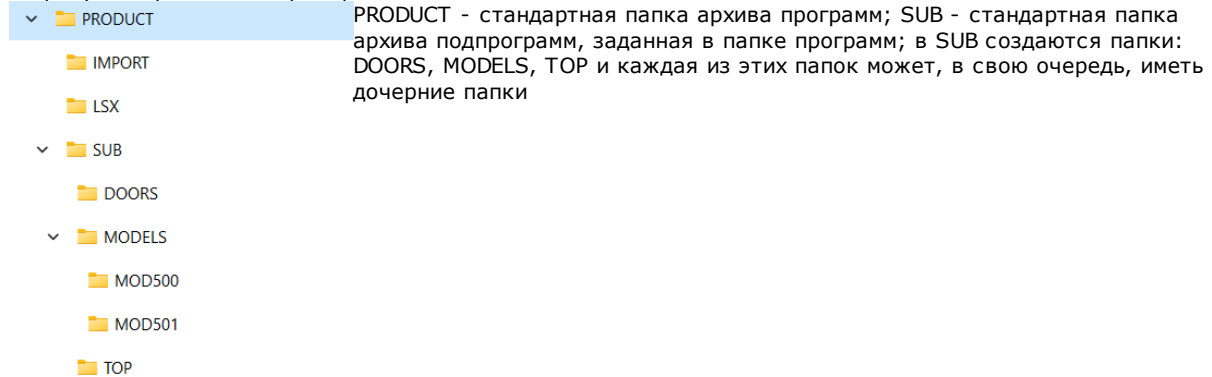 PRODUCT
IMPORT
LSX
SUB
DOORS
MODELS
MOD500
MOD501
TOP
PRODUCT - стандартная папка архива программ; SUB - стандартная папка
архива подпрограмм, заданная в папке программ; в SUB создаются папки:
DOORS, MODELS, TOP и каждая из этих папок может, в свою очередь, иметь
дочерние папки